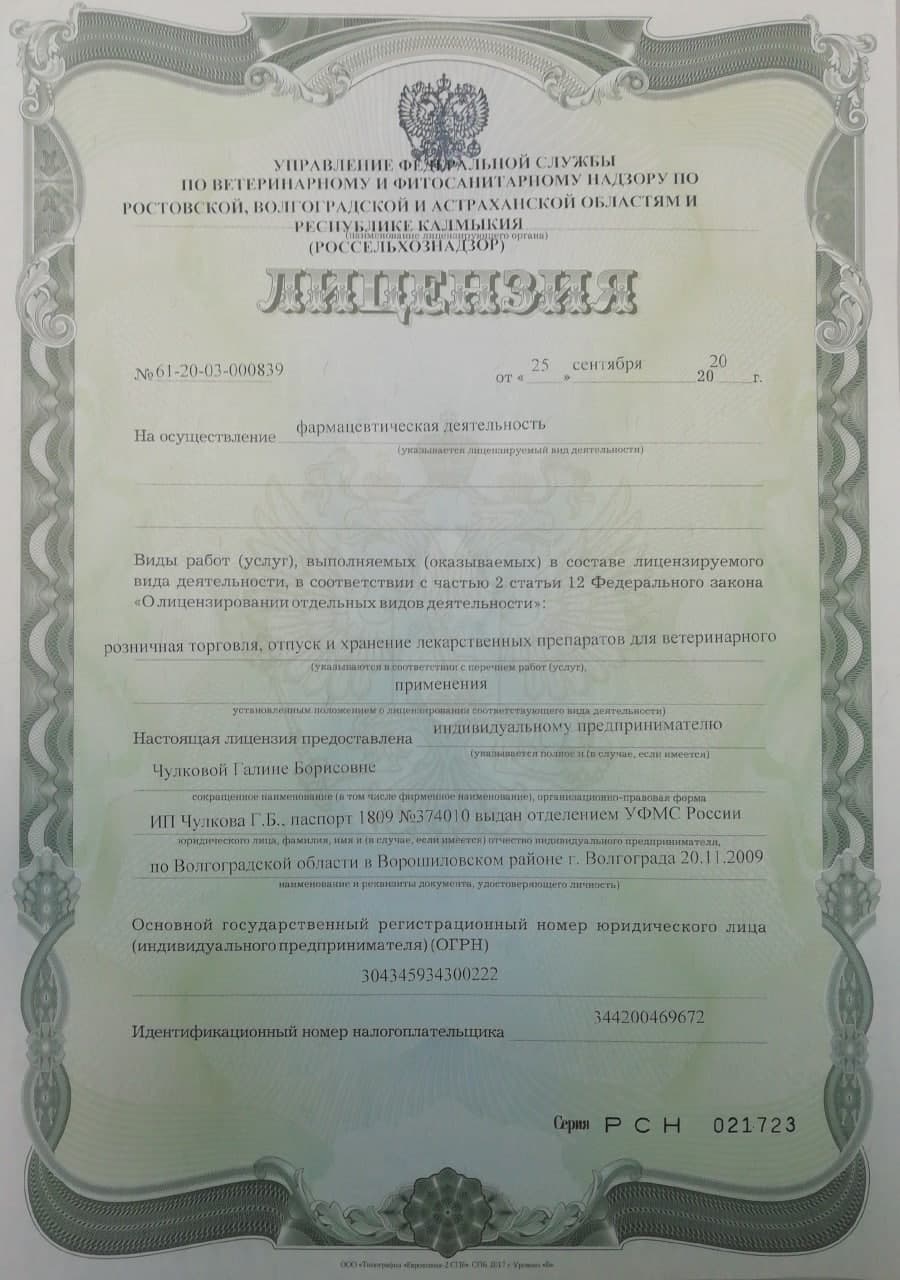 УПРАВЛЕНИЕ ФЕДЕРАЛЬНОЙ СЛУЖБЫ
ПО ВЕТЕРИНАРНОМУ И ФИТОСАНИТАРНОМУ НАДЗОРУ ПО
РОСТОВСКОЙ, ВОЛГОГРАДСКОЙ И АСТРАХАНСКОЙ ОБЛАСТЯМ И
РЕСПУБЛИКЕ КАЛМЫКИЯ
(наименование лицензирующего органа)
(РОССЕЛЬХОЗНАДЗОР)
ЛИЦЕНЗИЯ
№ 61-20-03-000839 от « 25 » сентября 20 20 г.
На осуществление фармацевтическая деятельность
(указывается лицензируемый вид деятельности)
Виды работ (услуг), выполняемых (оказываемых) в составе лицензируемого
вида деятельности, в соответствии с частью 2 статьи 12 Федерального закона
«О лицензировании отдельных видов деятельности»:
розничная торговля, отпуск и хранение лекарственных препаратов для ветеринарного
(указываются в соответствии с перечнем работ (услуг),
применения
установленным положением о лицензировании соответствующего вида деятельности)
Настоящая лицензия предоставлена индивидуальному предпринимателю
(указывается полное и (в случае, если имеется)
Чулковой Галине Борисовне
сокращенное наименование (в том числе фирменное наименование), организационно-правовая форма
ИП Чулкова Г.Б., паспорт 1809 №374010 выдан отделением УФМС России
юридического лица, фамилия, имя и (в случае, если имеется) отчество индивидуального предпринимателя,
по Волгоградской области в Ворошиловском районе г. Волгограда 20.11.2009
наименование и реквизиты документа, удостоверяющего личность)
Основной государственный регистрационный номер юридического лица
(индивидуального предпринимателя) (ОГРН)
304345934300222
Идентификационный номер налогоплательщика 344200469672
Серия РСН 021723
ООО «Типография